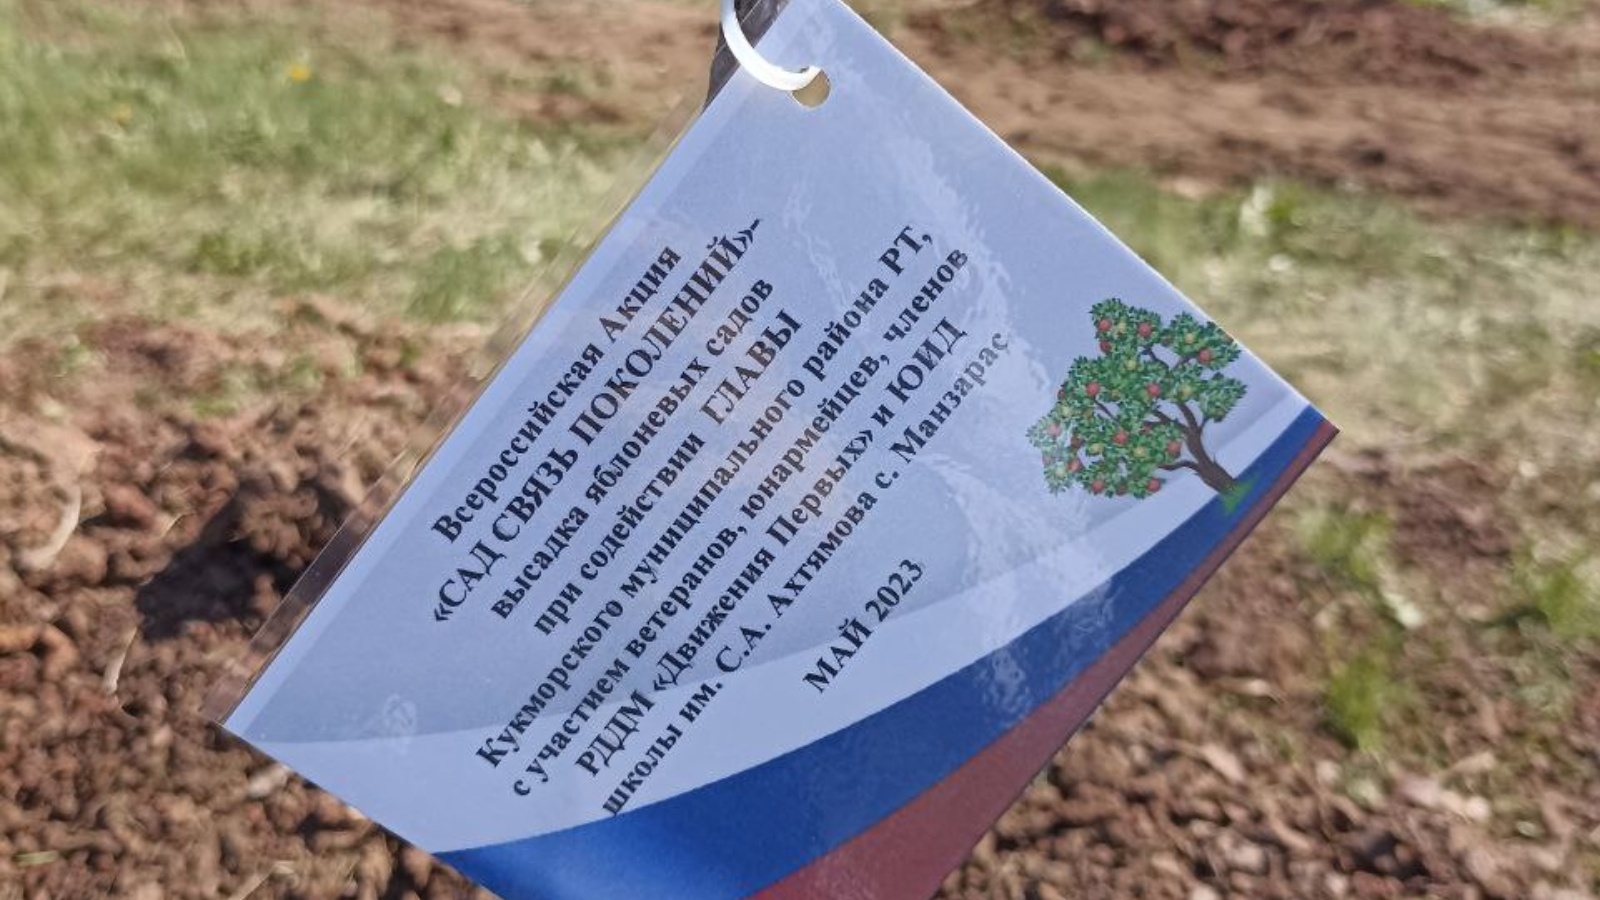 Всероссийская Акция
«САД СВЯЗЬ ПОКОЛЕНИЙ»-
высадка яблоневых садов
при содействии ГЛАВЫ
Кукморского муниципального района РТ,
с участием ветеранов, юнармейцев, членов
РДДМ «Движения Первых» и ЮИД
школы им. С.А. Ахтямова с. Манзарас
МАЙ 2023